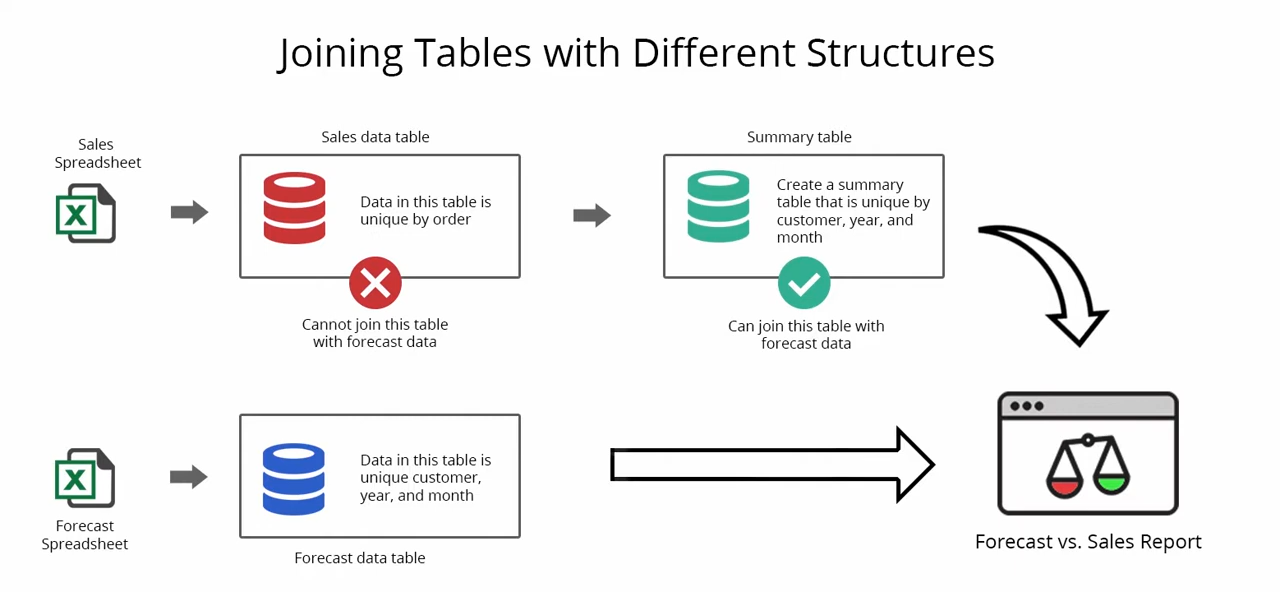 Joining Tables with Different Structures
Sales
Spreadsheet
X
Sales data table
Data in this table is
unique by order
Cannot join this table
with forecast data
Summary table
Create a summary
table that is unique by
customer, year, and
month
Can join this table with
forecast data
X
Forecast
Spreadsheet
Data in this table is
unique customer,
year, and month
Forecast data table
Forecast vs. Sales Report